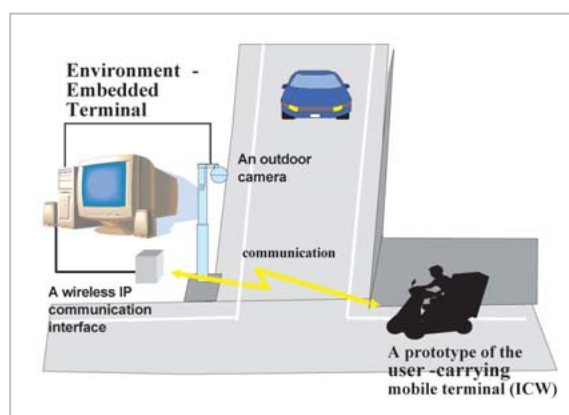 Environment -
Embedded
Terminal
An outdoor
camera
communication
A wireless IP
communication
interface
A prototype of the
user -carrying
mobile terminal (ICW)